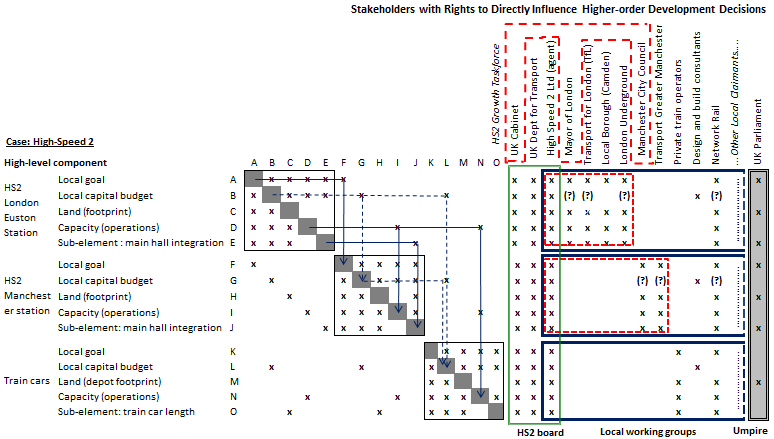 Stakeholders with Rights to Directly Influence Higher-order Development Decisions
HS2 Growth Taskforce
UK Cabinet
UK Dept for Transport
High Speed 2 Ltd (agent)
Mayor of London
Transport for London (TfL)
Local Borough (Camden)
London Underground
Manchester City Council
Transport Greater Manchester
Private train operators
Design and build consultants
Network Rail
...Other Local Claimants.....
UK Parliament
Case: High-Speed 2
High-level component A B C D E F G H I J K L M N O
HS2 London Euston Station
Local goal A x x x x x x x x x x x x x x
Local capital budget B x x x x x x x x x (?) (?) (?) x (?)
Land (footprint) C x x x x x x x x x x x
Capacity (operations) D x x x x x x x x x x x x x
Sub-element : main hall integration E x x x x x x x x x x x x x
HS2 Manchest er station
Local goal F x x x x x x x x x x x x
Local capital budget G x x x x x x x x x (?) (?) x (?)
Land (footprint) H x x x x x x x x x x x
Capacity (operations) I x x x x x x x x x x x
Sub-element : main hall integration J x x x x x x x x x x x
Train cars
Local goal K x x x x x x x x x
Local capital budget L x x x x x x x x x x
Land (depot footprint) M x x x x x x x x
Capacity (operations) N x x x x x x x x x x x
Sub-element: train car length O x x x x x x x x x x
HS2 board
Local working groups
Umpire